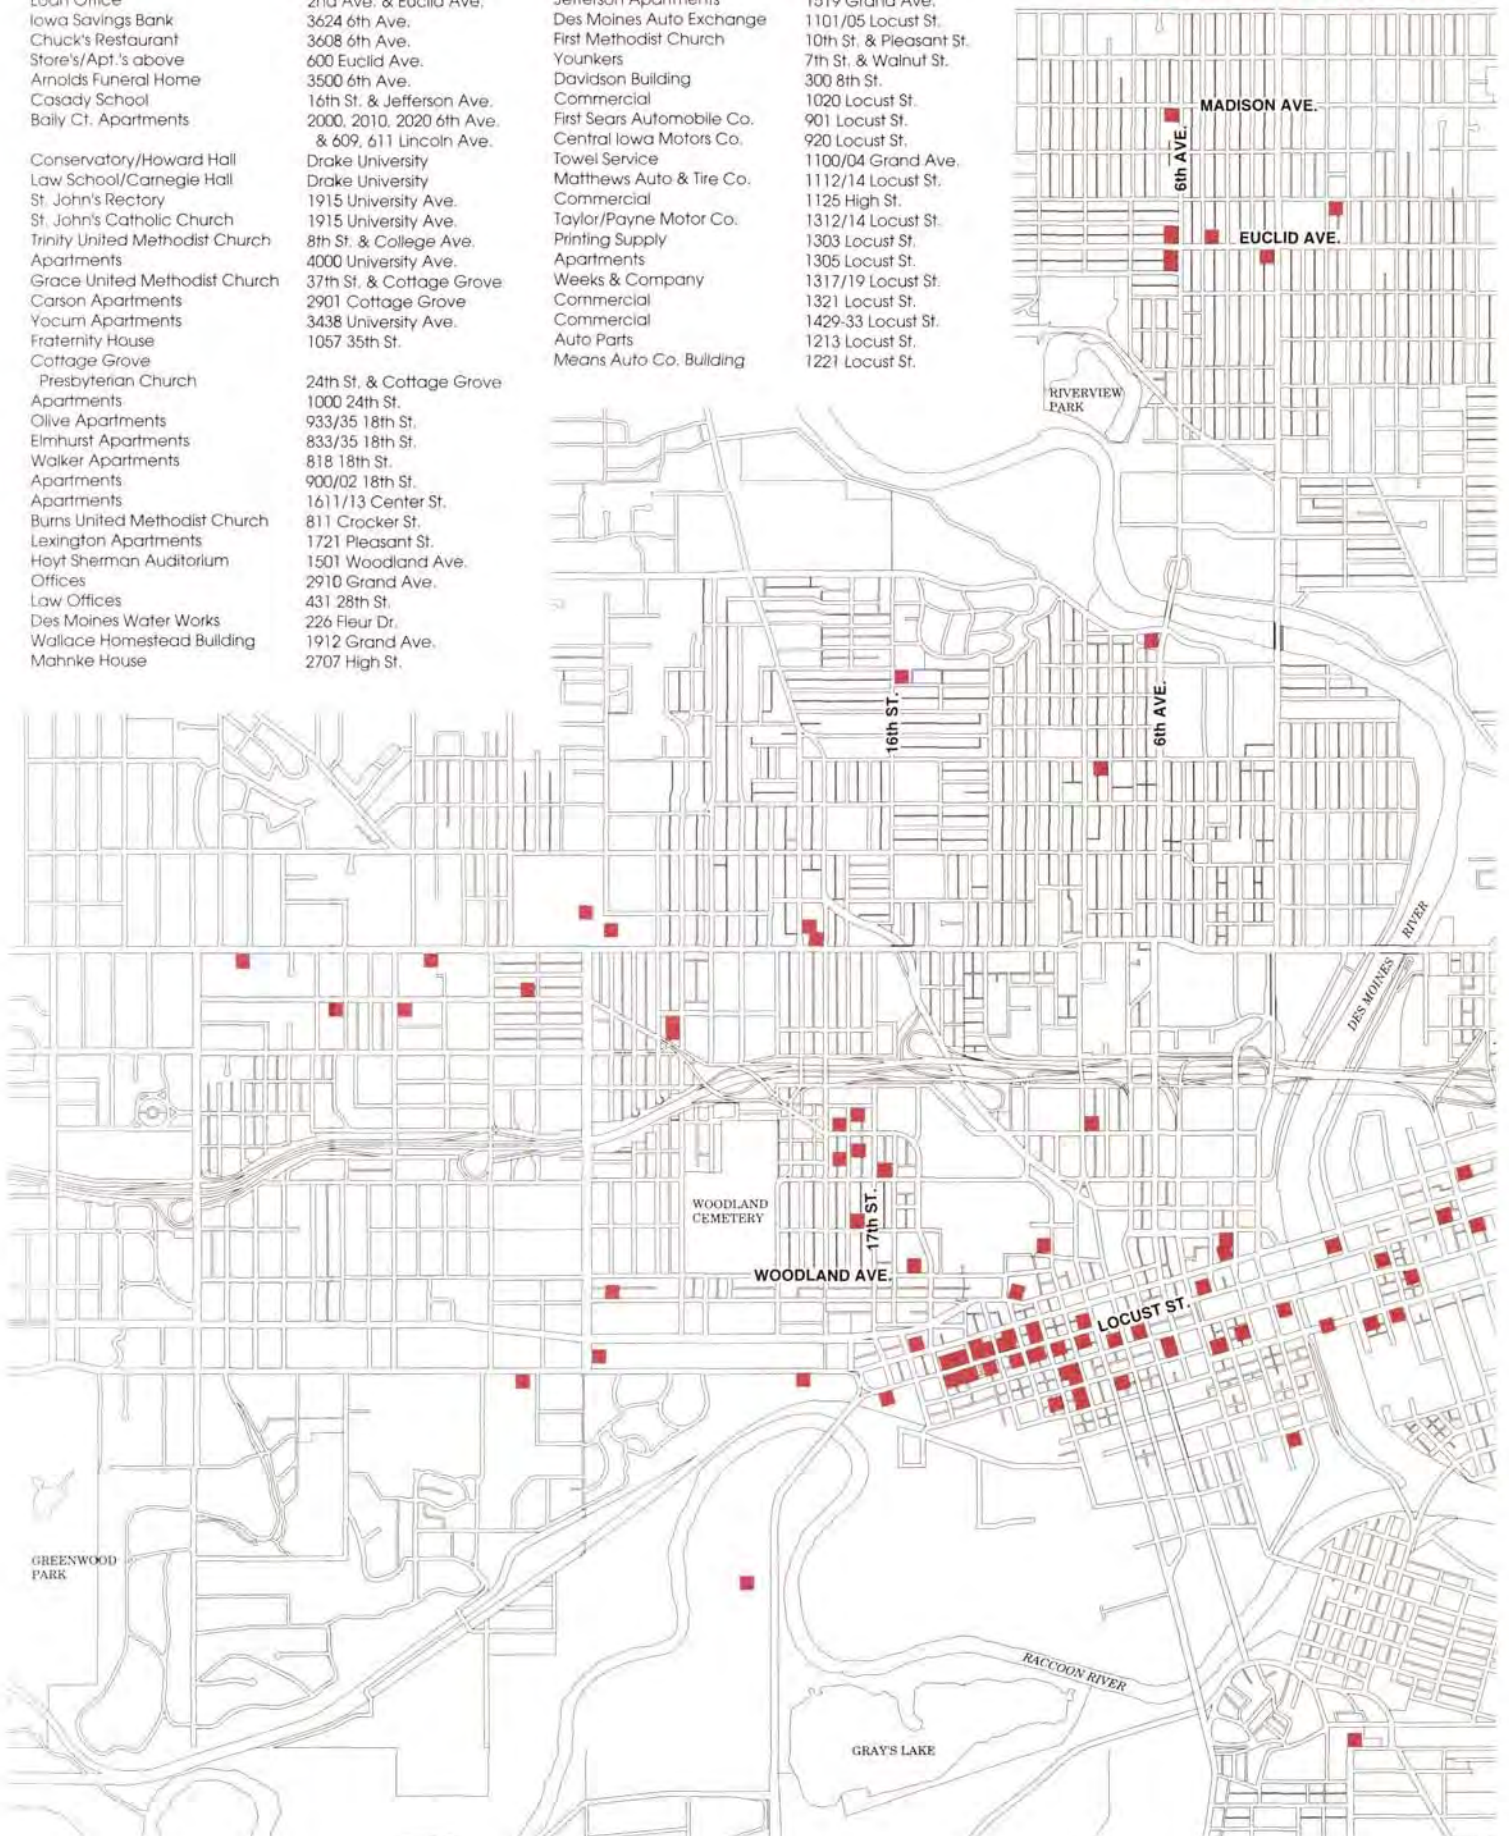 Loan Office 2nd Ave. & Euclid Ave.
Iowa Savings Bank 3624 6th Ave.
Chuck's Restaurant 3608 6th Ave.
Store's/Apt.'s above 600 Euclid Ave.
Arnolds Funeral Home 3500 6th Ave.
Casady School 16th St. & Jefferson Ave.
Baily Ct. Apartments 2000, 2010, 2020 6th Ave.
& 609, 611 Lincoln Ave.
Conservatory/Howard Hall Drake University
Law School/Carnegie Hall Drake University
St. John's Rectory 1915 University Ave.
St. John's Catholic Church 1915 University Ave.
Trinity United Methodist Church 8th St. & College Ave.
Apartments 4000 University Ave.
Grace United Methodist Church 37th St. & Cottage Grove
Carson Apartments 2901 Cottage Grove
Yocum Apartments 3438 University Ave.
Fraternity House 1057 35th St.
Cottage Grove
Presbyterian Church 24th St. & Cottage Grove
Apartments 1000 24th St.
Olive Apartments 933/35 18th St.
Elmhurst Apartments 833/35 18th St.
Walker Apartments 818 18th St.
Apartments 900/02 18th St.
Apartments 1611/13 Center St.
Burns United Methodist Church 811 Crocker St.
Lexington Apartments 1721 Pleasant St.
Hoyt Sherman Auditorium 1501 Woodland Ave.
Offices 2910 Grand Ave.
Law Offices 431 28th St.
Des Moines Water Works 226 Fleur Dr.
Wallace Homestead Building 1912 Grand Ave.
Mahnke House 2707 High St.
Jefferson Apartments 1519 Grand Ave.
Des Moines Auto Exchange 1101/05 Locust St.
First Methodist Church 10th St. & Pleasant St.
Younkers 7th St. & Walnut St.
Davidson Building 300 8th St.
Commercial 1020 Locust St.
First Sears Automobile Co. 901 Locust St.
Central Iowa Motors Co. 920 Locust St.
Towel Service 1100/04 Grand Ave.
Matthews Auto & Tire Co. 1112/14 Locust St.
Commercial 1125 High St.
Taylor/Payne Motor Co. 1312/14 Locust St.
Printing Supply 1303 Locust St.
Apartments 1305 Locust St.
Weeks & Company 1317/19 Locust St.
Commercial 1321 Locust St.
Commercial 1429-33 Locust St.
Auto Parts 1213 Locust St.
Means Auto Co. Building 1221 Locust St.
MADISON AVE.
6th AVE.
EUCLID AVE.
RIVERVIEW
PARK
16th ST.
6th AVE.
DES MOINES RIVER
WOODLAND
CEMETERY
17th ST.
WOODLAND AVE.
LOCUST ST.
GREENWOOD
PARK
RACCOON RIVER
GRAY'S LAKE